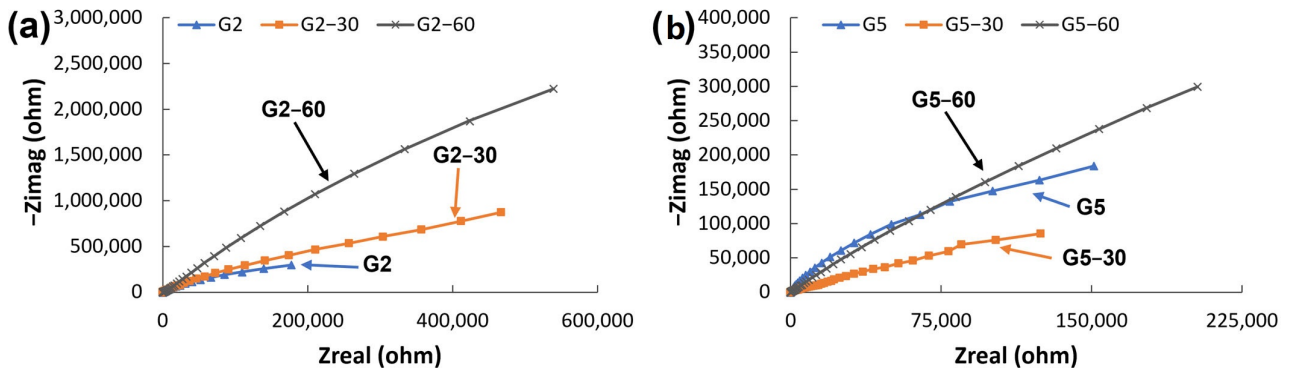 (a)
G2 G2–30 G2–60
3,000,000
2,500,000
2,000,000
1,500,000
1,000,000
500,000
0
–Zimag (ohm)
G2–60
G2–30
G2
0 200,000 400,000 600,000
Zreal (ohm)
(b)
G5 G5–30 G5–60
400,000
350,000
300,000
250,000
200,000
150,000
100,000
50,000
0
–Zimag (ohm)
G5–60
G5
G5–30
0 75,000 150,000 225,000
Zreal (ohm)